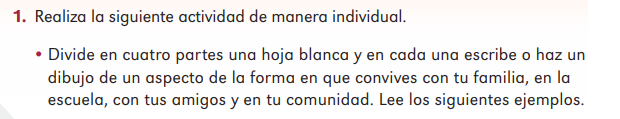 1. Realiza la siguiente actividad de manera individual.
• Divide en cuatro partes una hoja blanca y en cada una escribe o haz un
dibujo de un aspecto de la forma en que convives con tu familia, en la
escuela, con tus amigos y en tu comunidad. Lee los siguientes ejemplos.